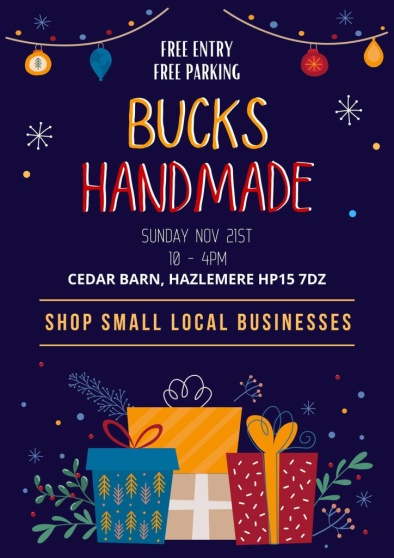 FREE ENTRY
FREE PARKING
BUCKS
HANDMADE
SUNDAY NOV 21ST
10 - 4PM
CEDAR BARN, HAZLEMERE HP15 7DZ
SHOP SMALL LOCAL BUSINESSES